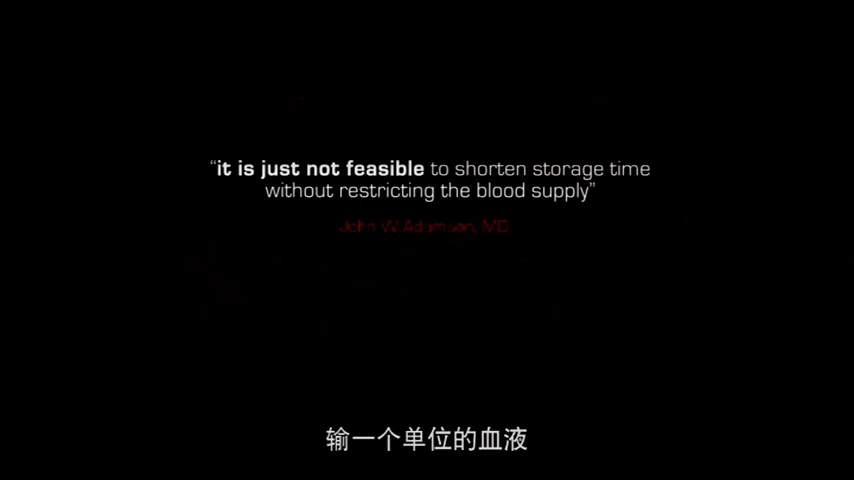 “it is just not feasible to shorten storage time
without restricting the blood supply”
John W Adamson, MD
输一个单位的血液